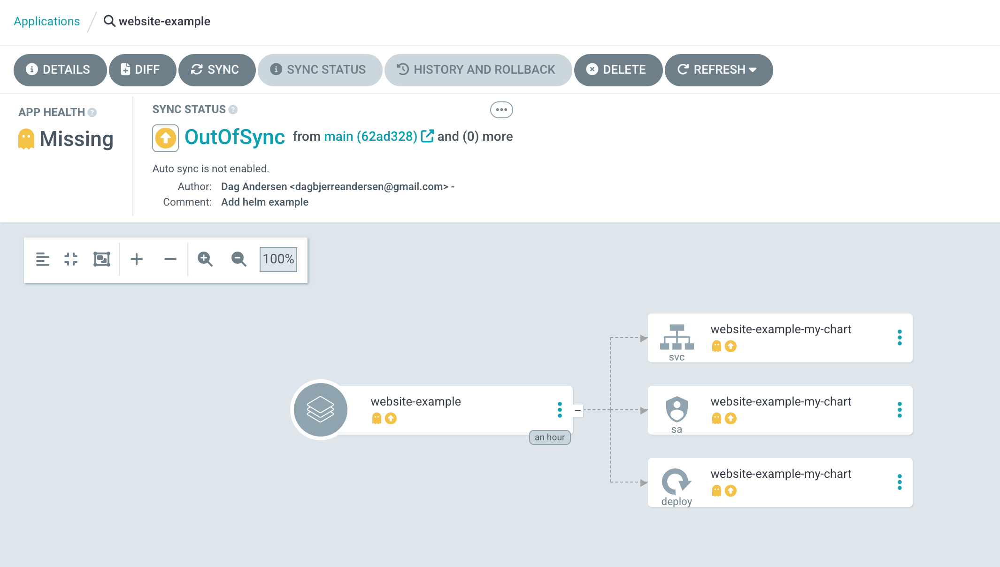 Applications / website-example
DETAILS DIFF SYNC SYNC STATUS HISTORY AND ROLLBACK DELETE REFRESH
APP HEALTH
Missing
SYNC STATUS
OutOfSync from main (62ad328) and (0) more
Auto sync is not enabled.
Author: Dag Andersen <dagbjerreandersen@gmail.com> -
Comment: Add helm example
100%
website-example-my-chart
svc
website-example
an hour
website-example-my-chart
sa
website-example-my-chart
deploy